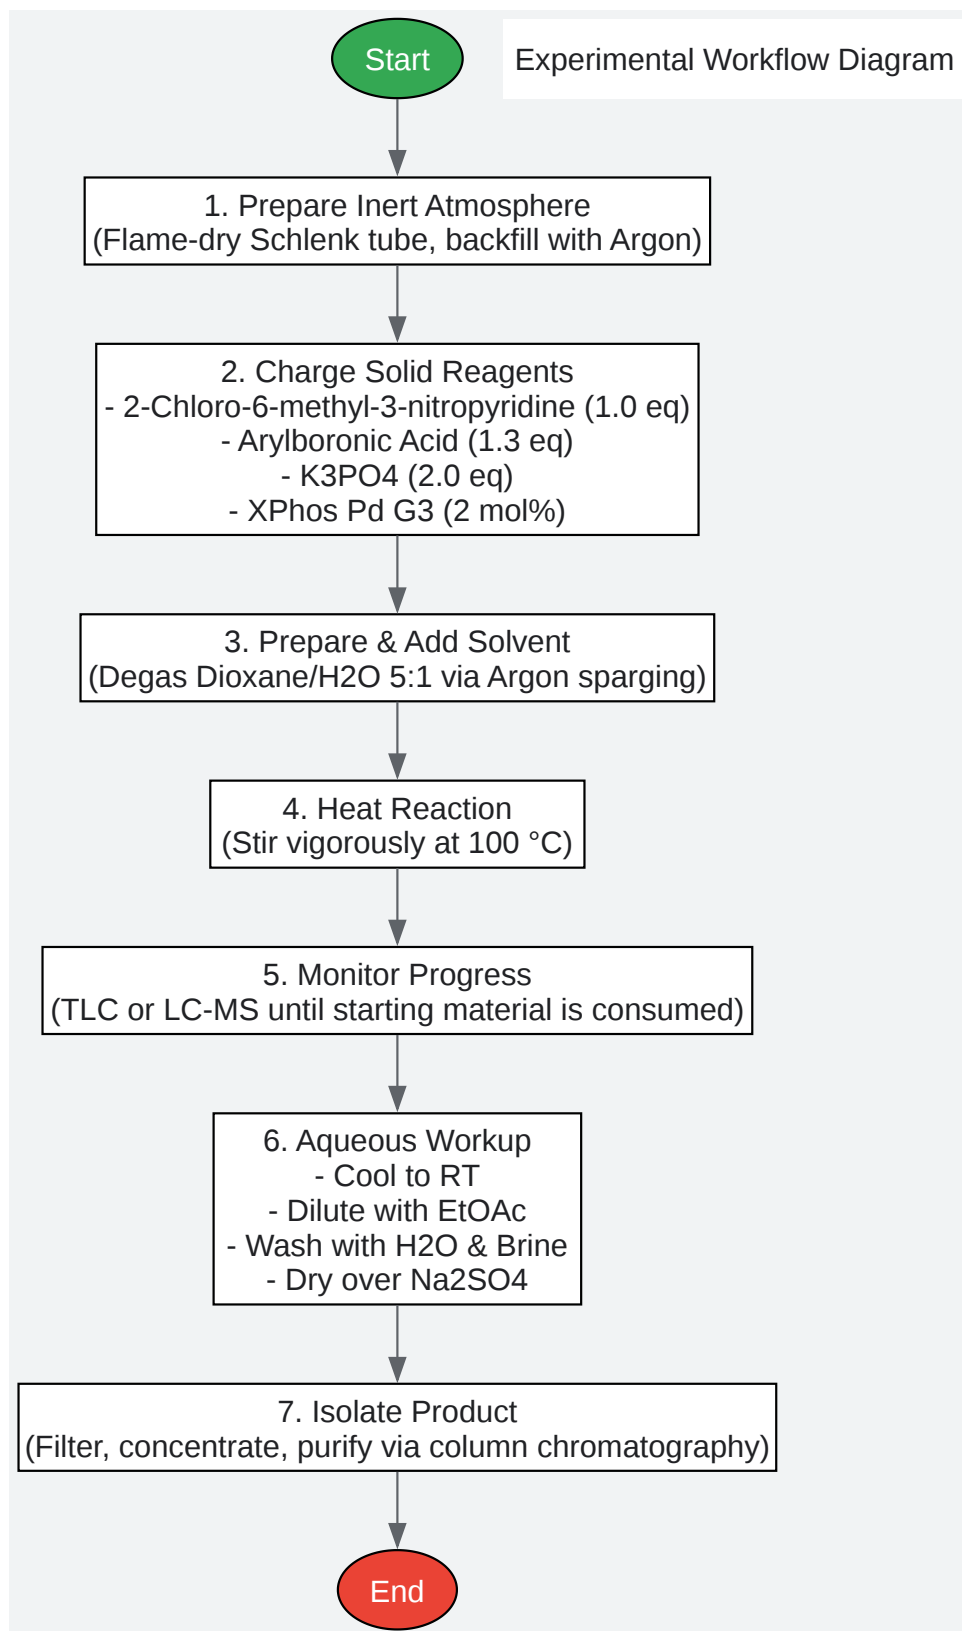 Start
Experimental Workflow Diagram
1. Prepare Inert Atmosphere
(Flame-dry Schlenk tube, backfill with Argon)
2. Charge Solid Reagents
- 2-Chloro-6-methyl-3-nitropyridine (1.0 eq)
- Arylboronic Acid (1.3 eq)
- K3PO4 (2.0 eq)
- XPhos Pd G3 (2 mol%)
3. Prepare & Add Solvent
(Degas Dioxane/H2O 5:1 via Argon sparging)
4. Heat Reaction
(Stir vigorously at 100 °C)
5. Monitor Progress
(TLC or LC-MS until starting material is consumed)
6. Aqueous Workup
- Cool to RT
- Dilute with EtOAc
- Wash with H2O & Brine
- Dry over Na2SO4
7. Isolate Product
(Filter, concentrate, purify via column chromatography)
End